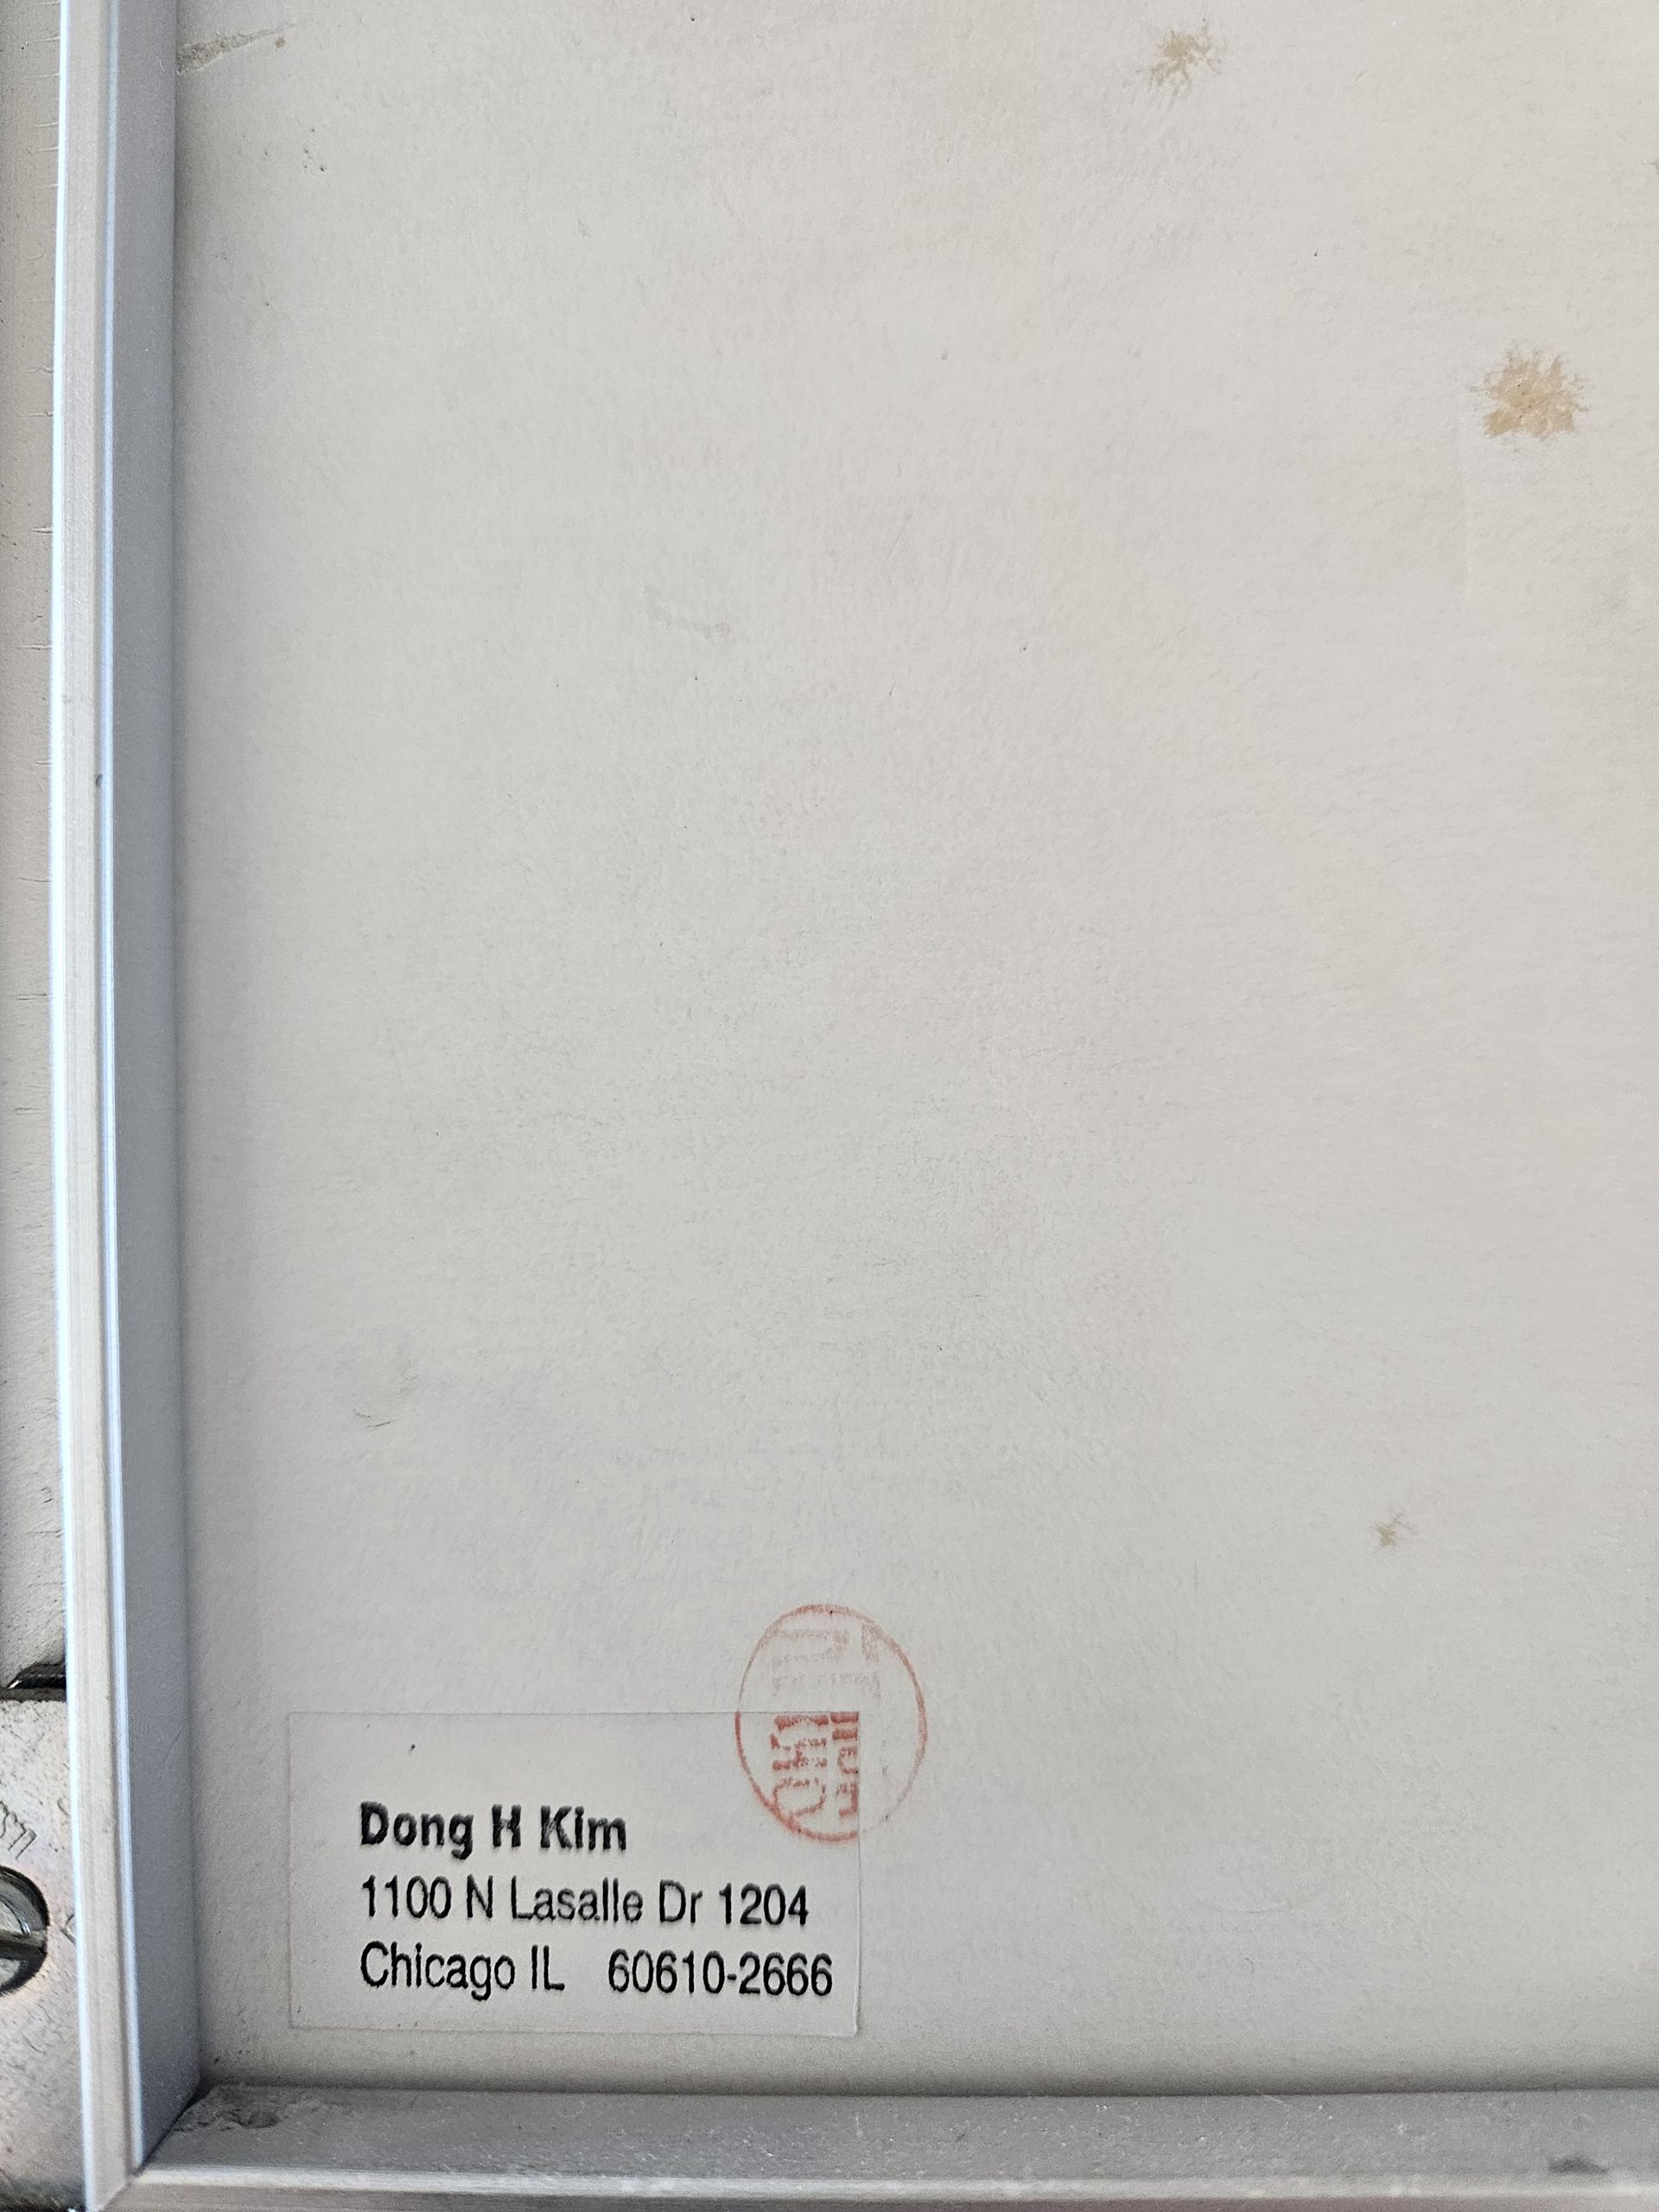 Dong H Kim
1100 N Lasalle Dr 1204
Chicago IL 60610-2666